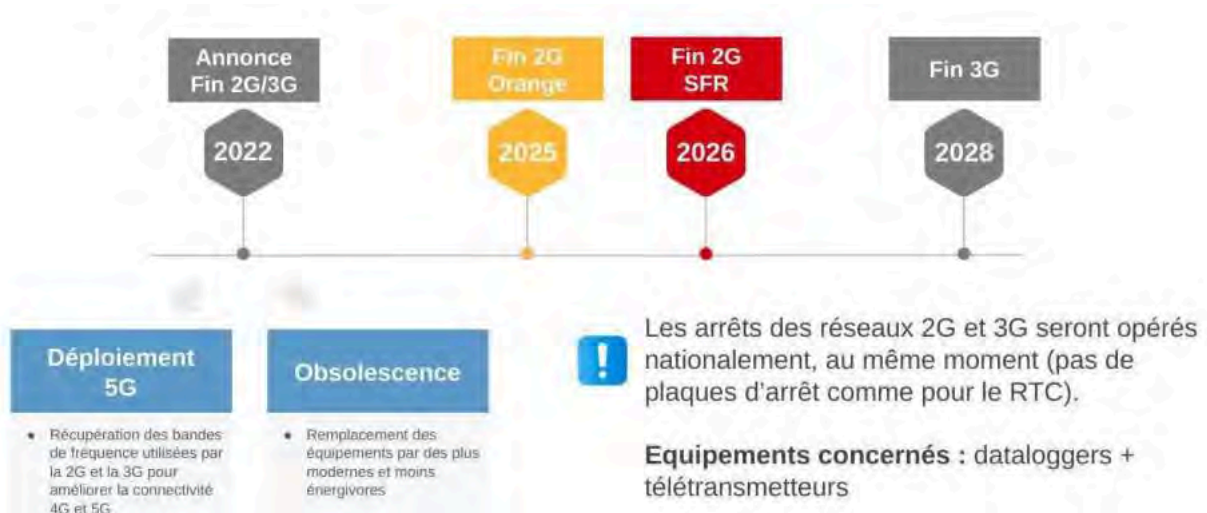 Annonce
Fin 2G/3G
Fin 2G
Orange
Fin 2G
SFR
Fin 3G
2022
2025
2026
2028
Déploiement
5G
● Récupération des bandes
de fréquence utilisées par
la 2G et la 3G pour
améliorer la connectivité
4G et 5G
Obsolescence
● Remplacement des
équipements par des plus
modernes et moins
énergivores
!
Les arrêts des réseaux 2G et 3G seront opérés
nationalement, au même moment (pas de
plaques d'arrêt comme pour le RTC).
Equipements concernés : dataloggers +
télétransmetteurs